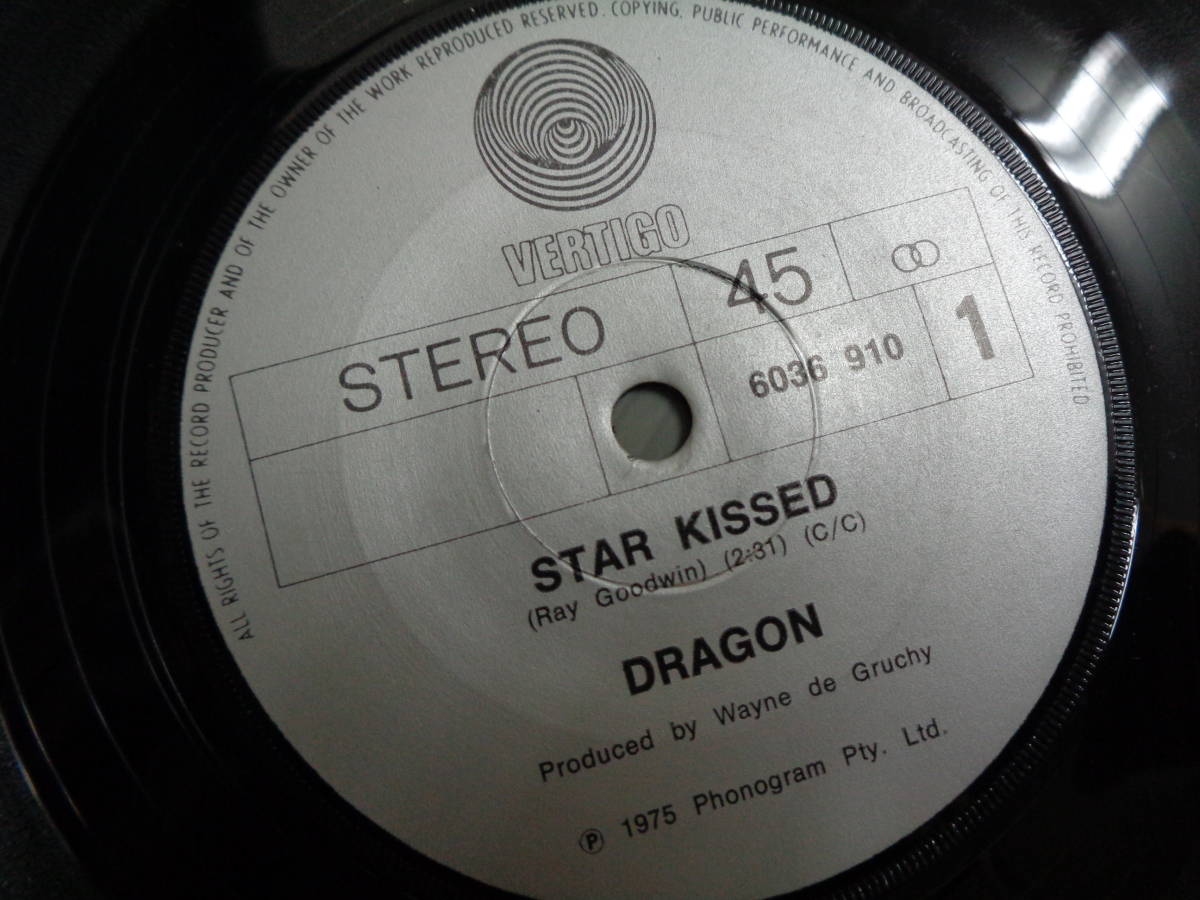 ALL RIGHTS OF THE RECORD PRODUCER AND OF THE OWNER OF THE WORK REPRODUCED RESERVED. COPYING, PUBLIC PERFORMANCE AND BROADCASTING OF THIS RECORD PROHIBITED
VERTIGO
STEREO 45
6036 910 1
STAR KISSED
(Ray Goodwin) (2:31) (C/C)
DRAGON
Produced by Wayne de Gruchy
℗ 1975 Phonogram Pty. Ltd.